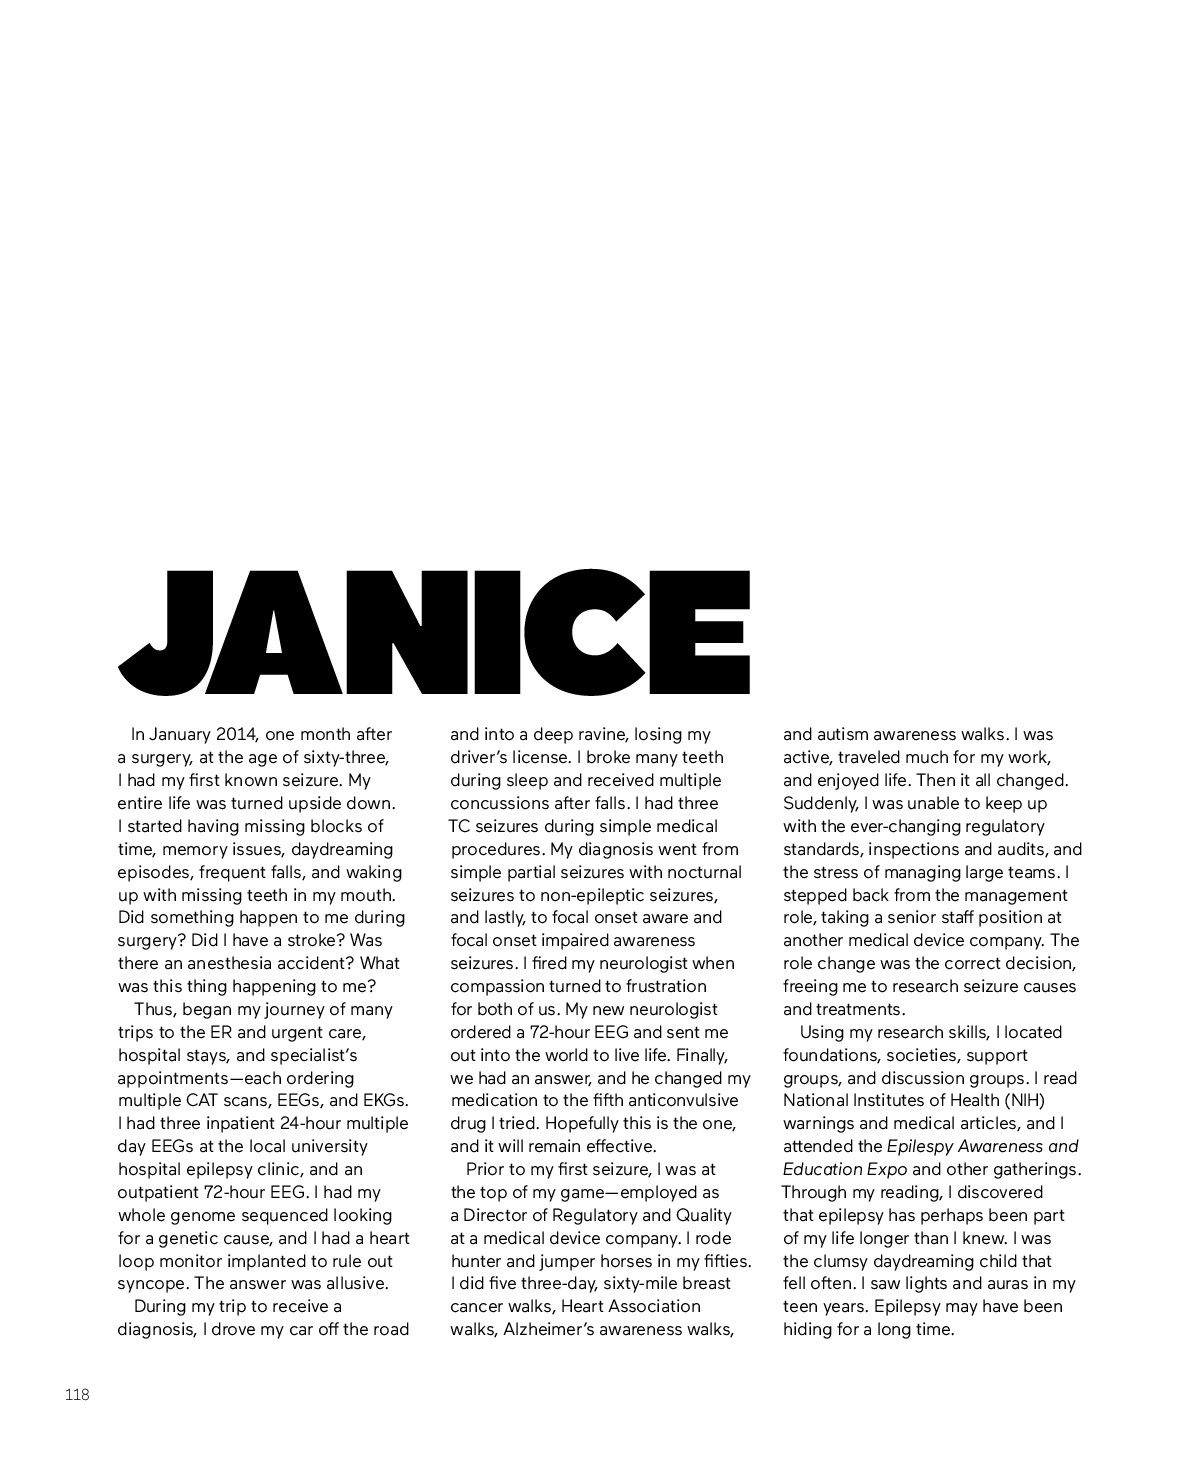 JANICE
In January 2014, one month after
a surgery, at the age of sixty-three,
I had my first known seizure. My
entire life was turned upside down.
I started having missing blocks of
time, memory issues, daydreaming
episodes, frequent falls, and waking
up with missing teeth in my mouth.
Did something happen to me during
surgery? Did I have a stroke? Was
there an anesthesia accident? What
was this thing happening to me?
Thus, began my journey of many
trips to the ER and urgent care,
hospital stays, and specialist’s
appointments—each ordering
multiple CAT scans, EEGs, and EKGs.
I had three inpatient 24-hour multiple
day EEGs at the local university
hospital epilepsy clinic, and an
outpatient 72-hour EEG. I had my
whole genome sequenced looking
for a genetic cause, and I had a heart
loop monitor implanted to rule out
syncope. The answer was allusive.
During my trip to receive a
diagnosis, I drove my car off the road
and into a deep ravine, losing my
driver’s license. I broke many teeth
during sleep and received multiple
concussions after falls. I had three
TC seizures during simple medical
procedures. My diagnosis went from
simple partial seizures with nocturnal
seizures to non-epileptic seizures,
and lastly, to focal onset aware and
focal onset impaired awareness
seizures. I fired my neurologist when
compassion turned to frustration
for both of us. My new neurologist
ordered a 72-hour EEG and sent me
out into the world to live life. Finally,
we had an answer, and he changed my
medication to the fifth anticonvulsive
drug I tried. Hopefully this is the one,
and it will remain effective.
Prior to my first seizure, I was at
the top of my game—employed as
a Director of Regulatory and Quality
at a medical device company. I rode
hunter and jumper horses in my fifties.
I did five three-day, sixty-mile breast
cancer walks, Heart Association
walks, Alzheimer’s awareness walks,
and autism awareness walks. I was
active, traveled much for my work,
and enjoyed life. Then it all changed.
Suddenly, I was unable to keep up
with the ever-changing regulatory
standards, inspections and audits, and
the stress of managing large teams. I
stepped back from the management
role, taking a senior staff position at
another medical device company. The
role change was the correct decision,
freeing me to research seizure causes
and treatments.
Using my research skills, I located
foundations, societies, support
groups, and discussion groups. I read
National Institutes of Health (NIH)
warnings and medical articles, and I
attended the Epilespy Awareness and
Education Expo and other gatherings.
Through my reading, I discovered
that epilepsy has perhaps been part
of my life longer than I knew. I was
the clumsy daydreaming child that
fell often. I saw lights and auras in my
teen years. Epilepsy may have been
hiding for a long time.
118